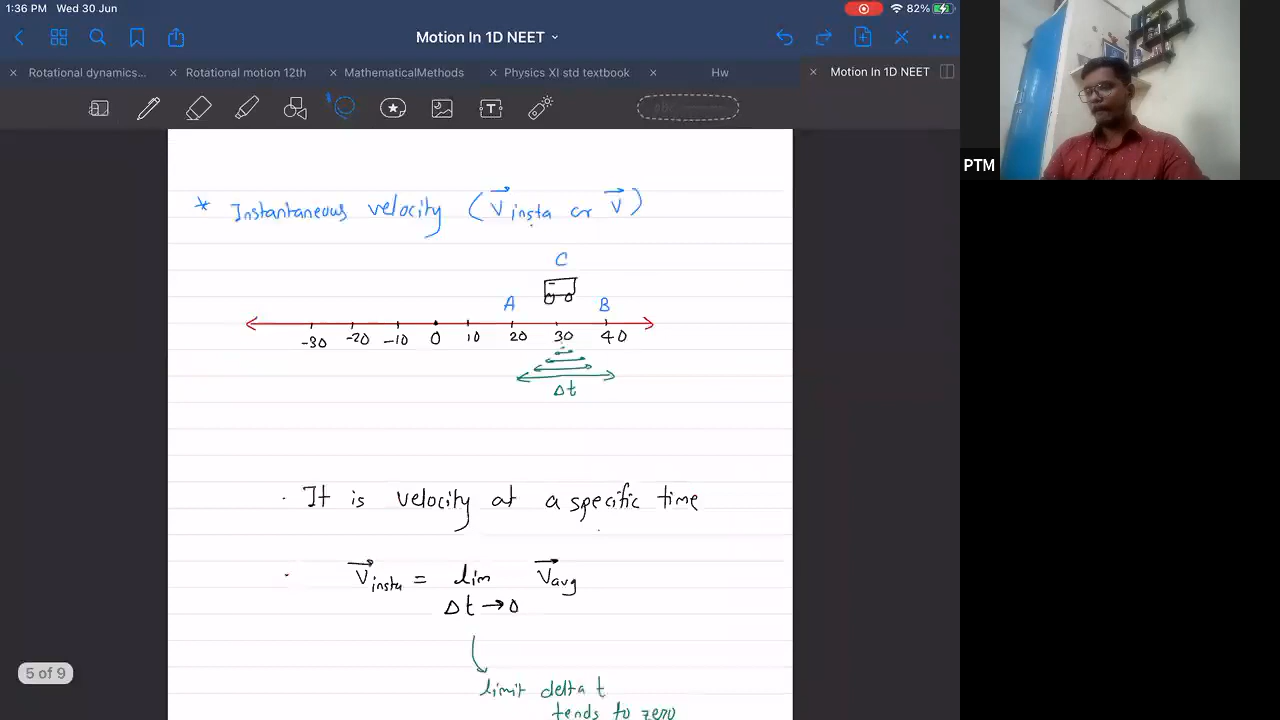 1:36 PM Wed 30 Jun
82%
Motion In 1D NEET
Rotational dynamics...
Rotational motion 12th
MathematicalMethods
Physics XI std textbook
Hw
Motion In 1D NEET
PTM
* Instantaneous velocity (V insta or V)
C
A B
-30 -20 -10 0 10 20 30 40
Δt
· It is velocity at a specific time
· V insta = lim V avg
Δt → 0
limit delta t
tends to zero
5 of 9